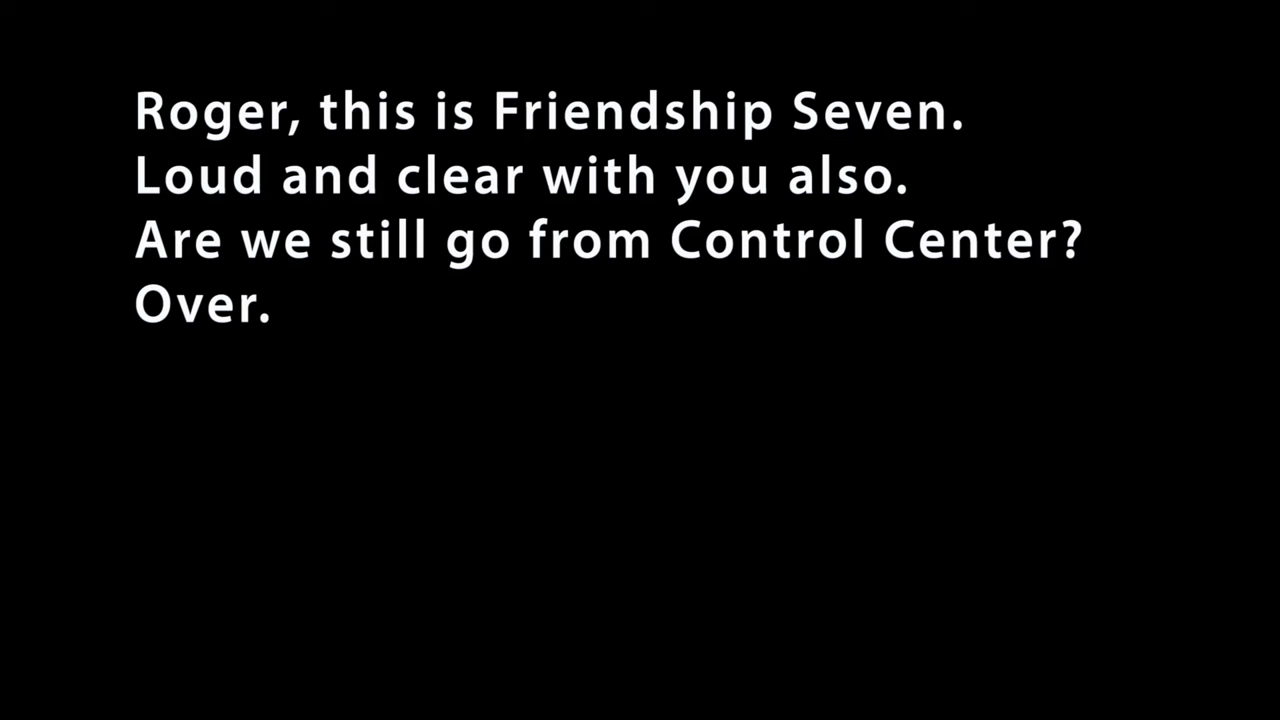 Roger, this is Friendship Seven.
Loud and clear with you also.
Are we still go from Control Center?
Over.